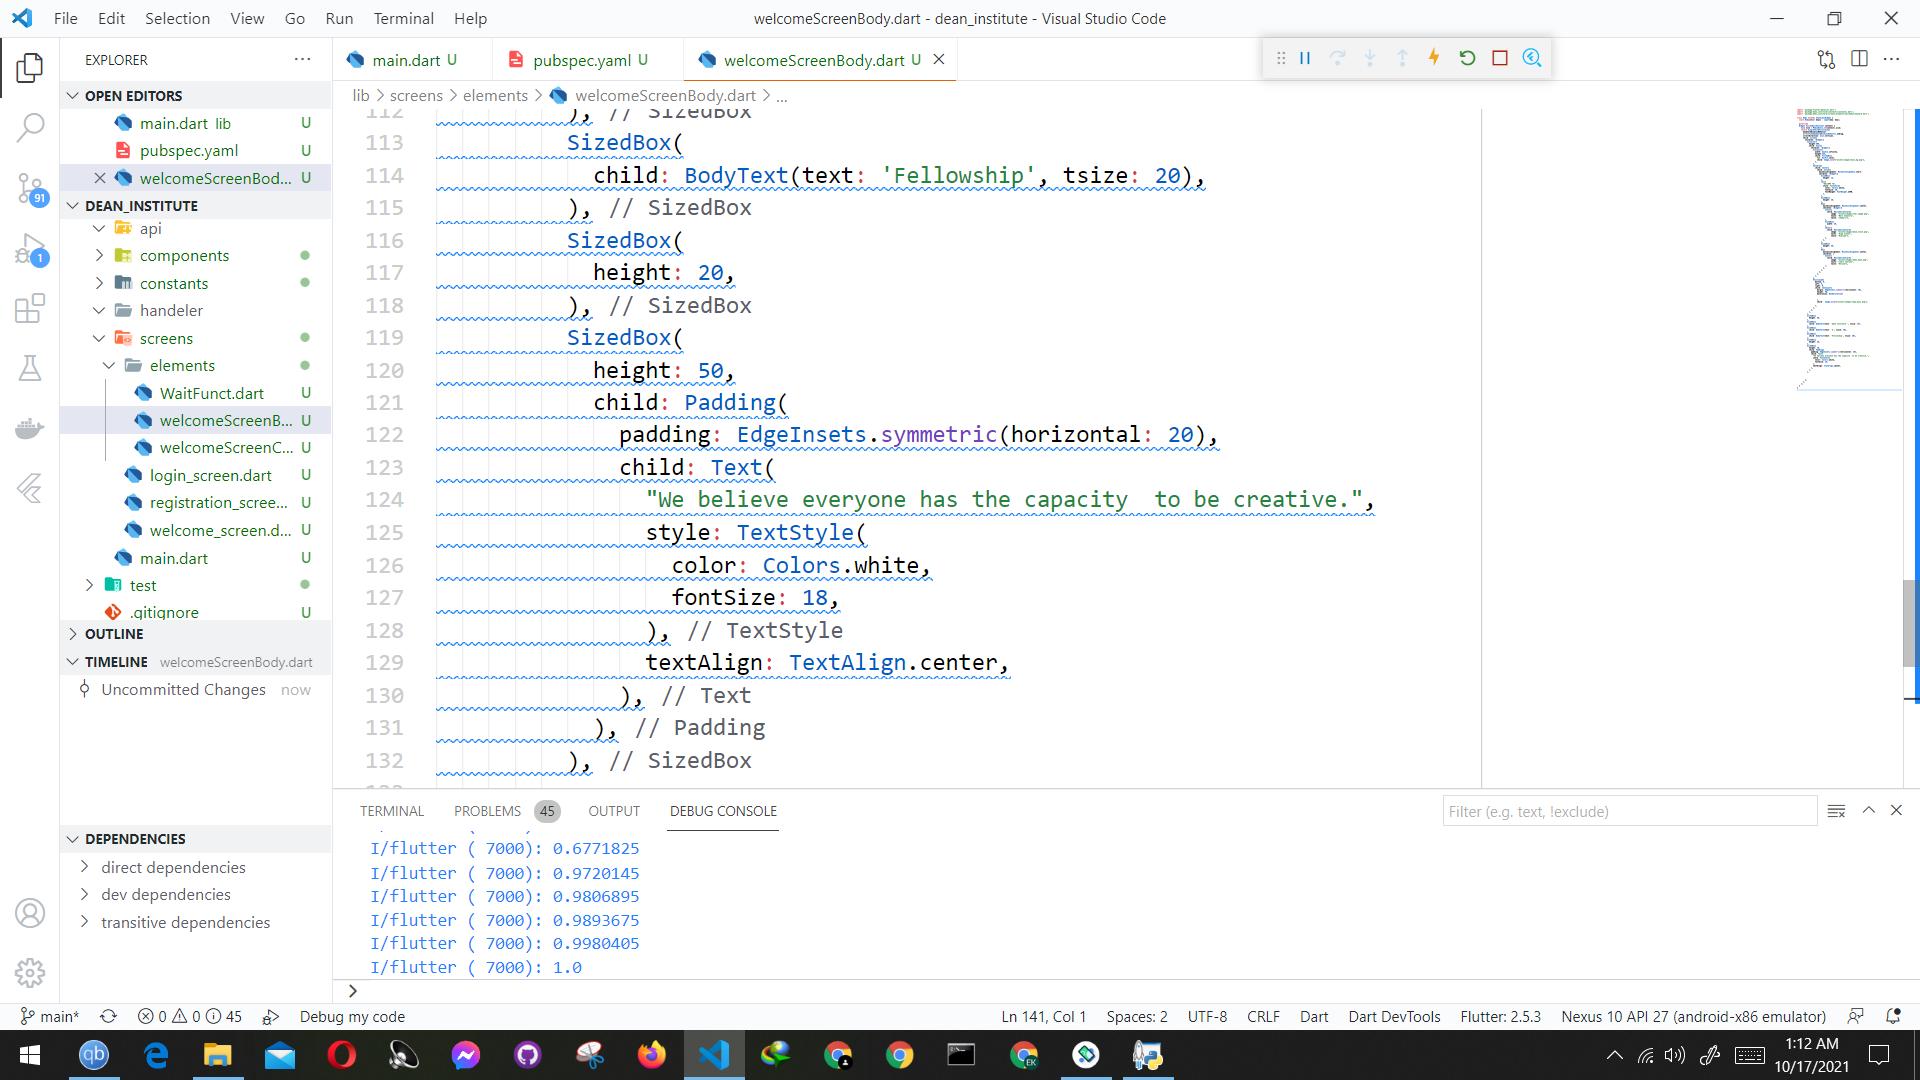 File Edit Selection View Go Run Terminal Help
welcomeScreenBody.dart - dean_institute - Visual Studio Code
EXPLORER
OPEN EDITORS
main.dart lib U
pubspec.yaml U
welcomeScreenBod... U
DEAN_INSTITUTE
api
components
constants
handeler
screens
elements
WaitFunct.dart U
welcomeScreenB... U
welcomeScreenC... U
login_screen.dart U
registration_scree... U
welcome_screen.d... U
main.dart U
test
.gitignore U
OUTLINE
TIMELINE welcomeScreenBody.dart
Uncommitted Changes now
DEPENDENCIES
direct dependencies
dev dependencies
transitive dependencies
91
1
main.dart U
pubspec.yaml U
welcomeScreenBody.dart U
lib > screens > elements > welcomeScreenBody.dart > ...
112 ), // SizedBox
113 SizedBox(
114 child: BodyText(text: 'Fellowship', tsize: 20),
115 ), // SizedBox
116 SizedBox(
117 height: 20,
118 ), // SizedBox
119 SizedBox(
120 height: 50,
121 child: Padding(
122 padding: EdgeInsets.symmetric(horizontal: 20),
123 child: Text(
124 "We believe everyone has the capacity  to be creative.",
125 style: TextStyle(
126 color: Colors.white,
127 fontSize: 18,
128 ), // TextStyle
129 textAlign: TextAlign.center,
130 ), // Text
131 ), // Padding
132 ), // SizedBox
TERMINAL PROBLEMS 45 OUTPUT DEBUG CONSOLE
Filter (e.g. text, !exclude)
I/flutter ( 7000): 0.6771825
I/flutter ( 7000): 0.9720145
I/flutter ( 7000): 0.9806895
I/flutter ( 7000): 0.9893675
I/flutter ( 7000): 0.9980405
I/flutter ( 7000): 1.0
>
main* 0 0 45 Debug my code
Ln 141, Col 1 Spaces: 2 UTF-8 CRLF Dart Dart DevTools Flutter: 2.5.3 Nexus 10 API 27 (android-x86 emulator)
qb
EK
1:12 AM
10/17/2021